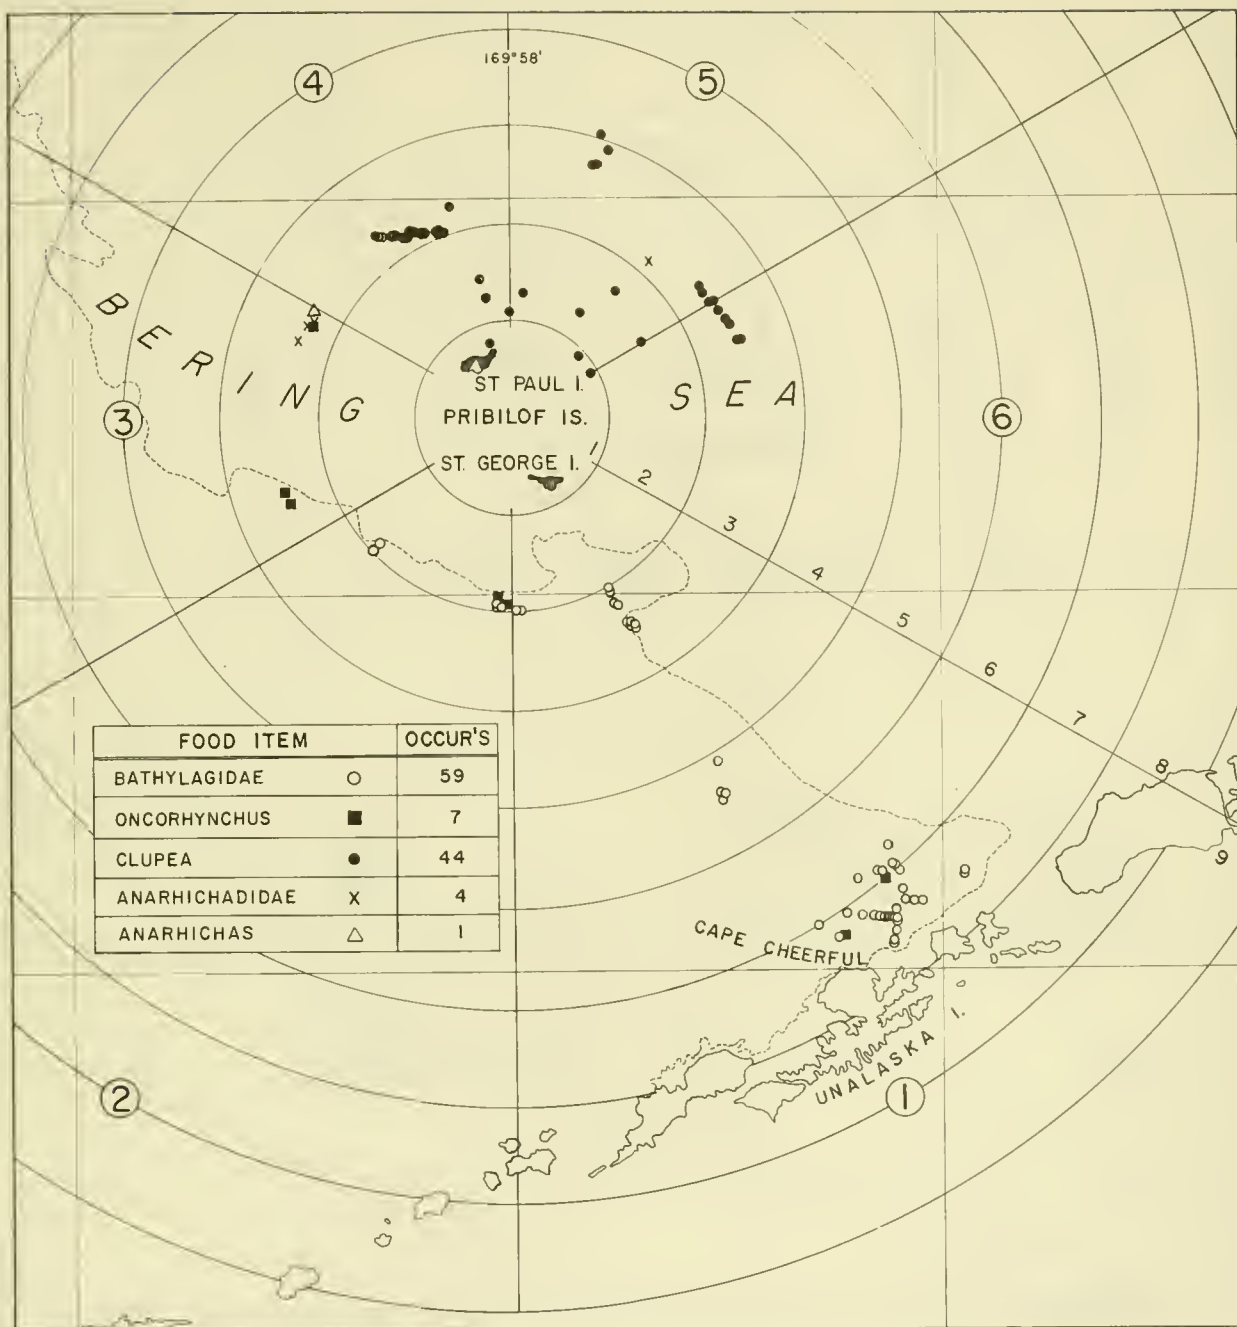 169°58'
4
5
BERING SEA
ST PAUL I.
PRIBILOF IS.
ST. GEORGE I.
3
6
1
2
3
4
5
6
7
8
9
FOOD ITEM OCCUR'S
BATHYLAGIDAE ○ 59
ONCORHYNCHUS ■ 7
CLUPEA ● 44
ANARHICHADIDAE X 4
ANARHICHAS △ 1
CAPE CHEERFUL
UNALASKA I.
2
1